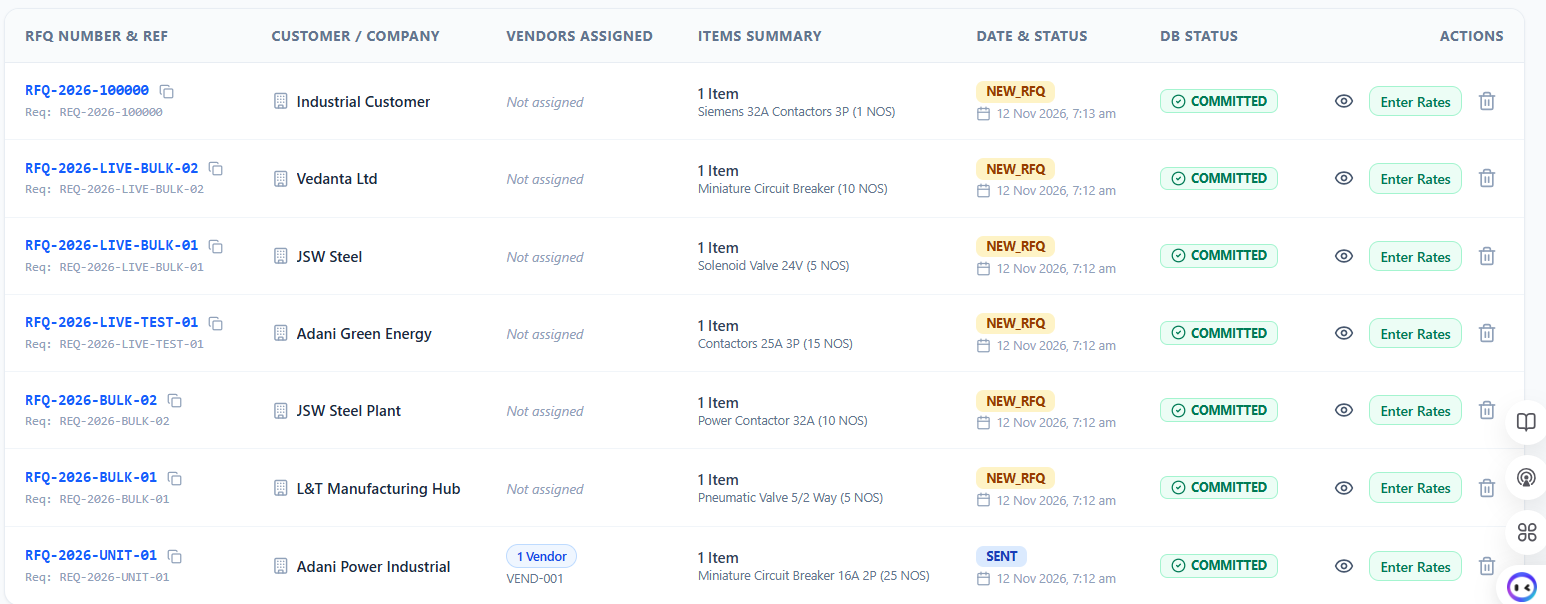 RFQ NUMBER & REF CUSTOMER / COMPANY VENDORS ASSIGNED ITEMS SUMMARY DATE & STATUS DB STATUS ACTIONS
RFQ-2026-100000
Req: REQ-2026-100000
Industrial Customer
Not assigned
1 Item
Siemens 32A Contactors 3P (1 NOS)
NEW_RFQ
12 Nov 2026, 7:13 am
COMMITTED
Enter Rates
RFQ-2026-LIVE-BULK-02
Req: REQ-2026-LIVE-BULK-02
Vedanta Ltd
Not assigned
1 Item
Miniature Circuit Breaker (10 NOS)
NEW_RFQ
12 Nov 2026, 7:12 am
COMMITTED
Enter Rates
RFQ-2026-LIVE-BULK-01
Req: REQ-2026-LIVE-BULK-01
JSW Steel
Not assigned
1 Item
Solenoid Valve 24V (5 NOS)
NEW_RFQ
12 Nov 2026, 7:12 am
COMMITTED
Enter Rates
RFQ-2026-LIVE-TEST-01
Req: REQ-2026-LIVE-TEST-01
Adani Green Energy
Not assigned
1 Item
Contactors 25A 3P (15 NOS)
NEW_RFQ
12 Nov 2026, 7:12 am
COMMITTED
Enter Rates
RFQ-2026-BULK-02
Req: REQ-2026-BULK-02
JSW Steel Plant
Not assigned
1 Item
Power Contactor 32A (10 NOS)
NEW_RFQ
12 Nov 2026, 7:12 am
COMMITTED
Enter Rates
RFQ-2026-BULK-01
Req: REQ-2026-BULK-01
L&T Manufacturing Hub
Not assigned
1 Item
Pneumatic Valve 5/2 Way (5 NOS)
NEW_RFQ
12 Nov 2026, 7:12 am
COMMITTED
Enter Rates
RFQ-2026-UNIT-01
Req: REQ-2026-UNIT-01
Adani Power Industrial
1 Vendor
VEND-001
1 Item
Miniature Circuit Breaker 16A 2P (25 NOS)
SENT
12 Nov 2026, 7:12 am
COMMITTED
Enter Rates